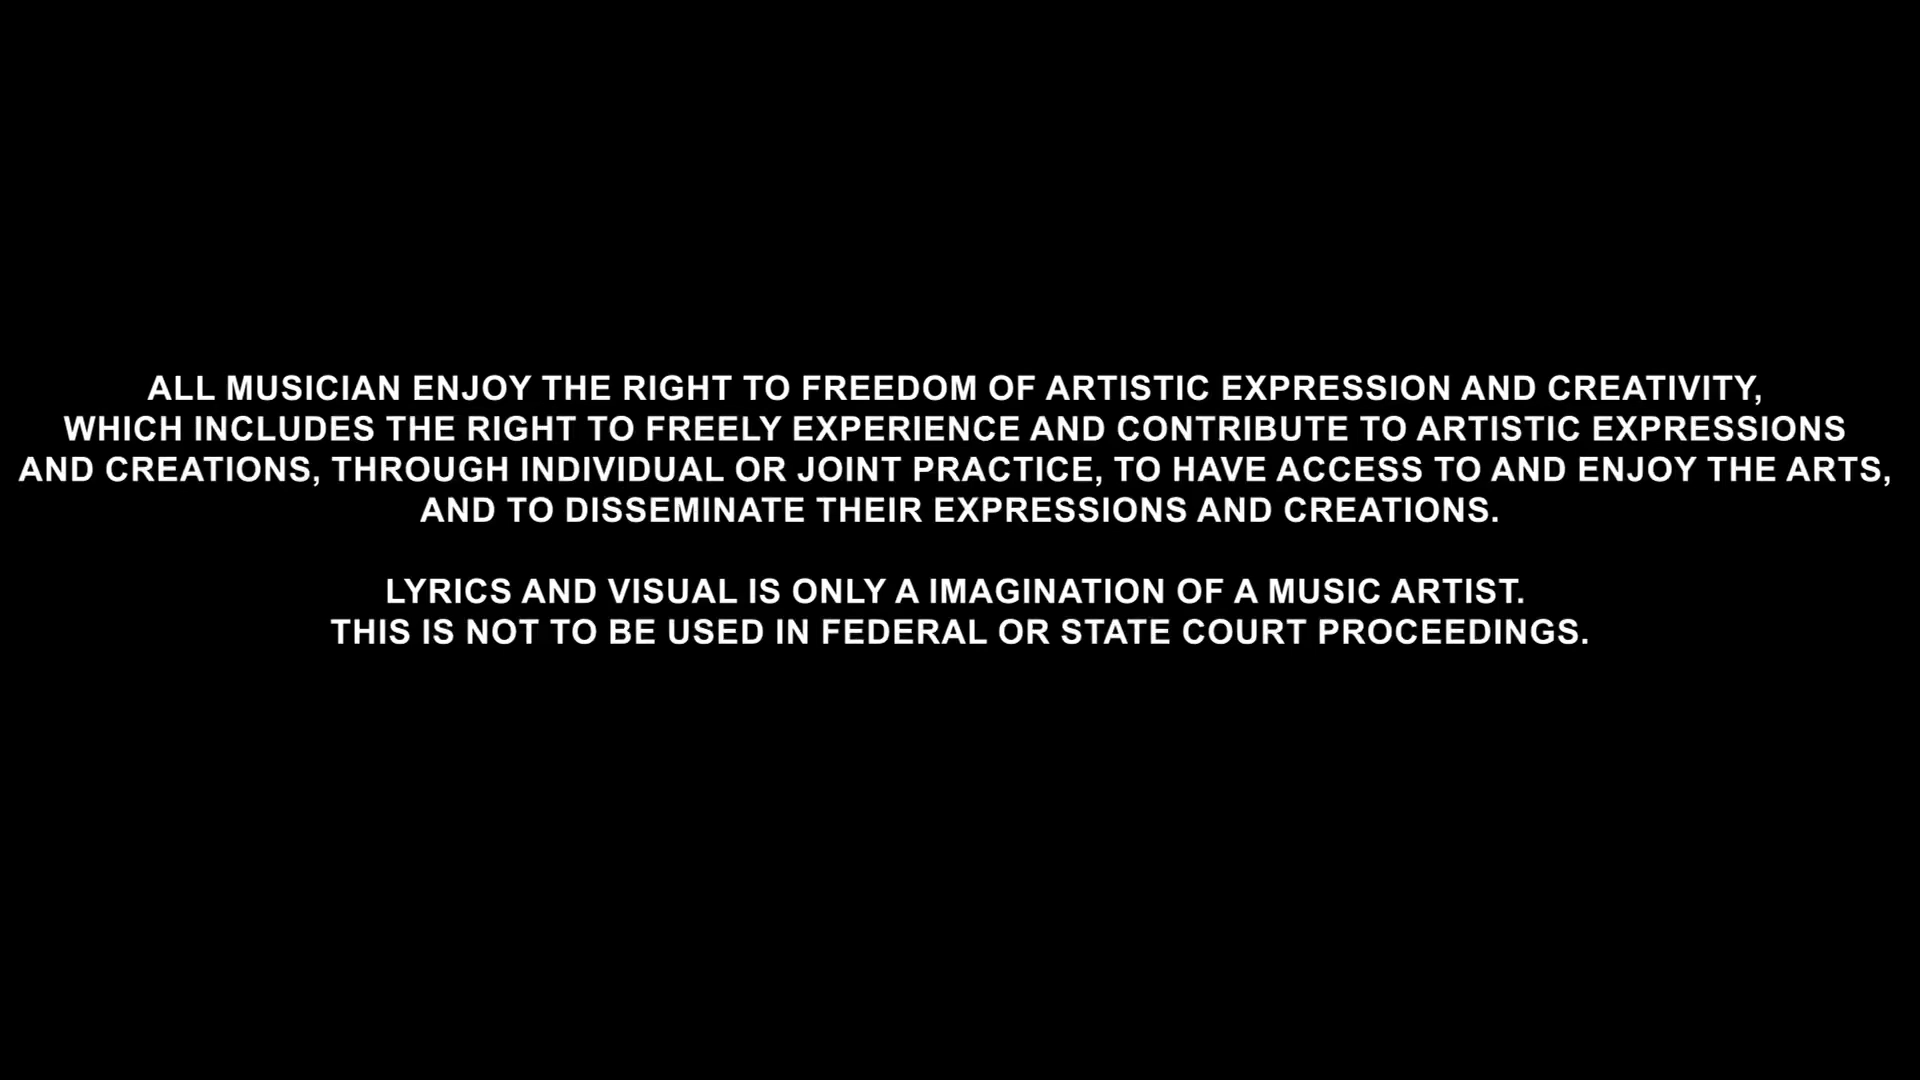 ALL MUSICIAN ENJOY THE RIGHT TO FREEDOM OF ARTISTIC EXPRESSION AND CREATIVITY,
WHICH INCLUDES THE RIGHT TO FREELY EXPERIENCE AND CONTRIBUTE TO ARTISTIC EXPRESSIONS
AND CREATIONS, THROUGH INDIVIDUAL OR JOINT PRACTICE, TO HAVE ACCESS TO AND ENJOY THE ARTS,
AND TO DISSEMINATE THEIR EXPRESSIONS AND CREATIONS.
LYRICS AND VISUAL IS ONLY A IMAGINATION OF A MUSIC ARTIST.
THIS IS NOT TO BE USED IN FEDERAL OR STATE COURT PROCEEDINGS.